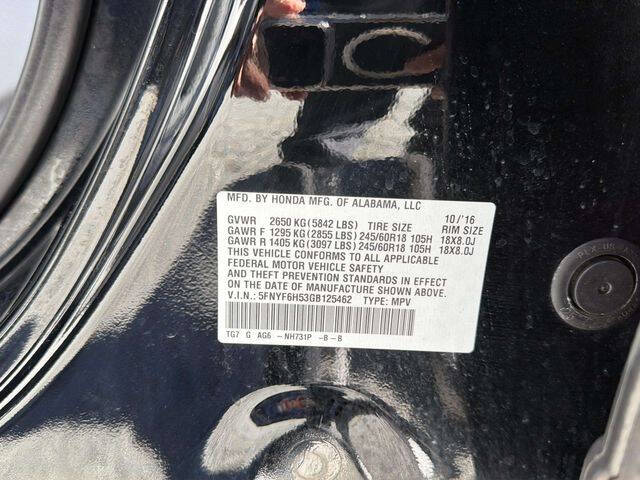 MFD. BY HONDA MFG. OF ALABAMA, LLC 10/'16
GVWR 2650 KG(5842 LBS) TIRE SIZE RIM SIZE
GAWR F 1295 KG(2855 LBS) 245/60R18 105H 18X8.0J
GAWR R 1405 KG(3097 LBS) 245/60R18 105H 18X8.0J
THIS VEHICLE CONFORMS TO ALL APPLICABLE
FEDERAL MOTOR VEHICLE SAFETY
AND THEFT PREVENTION STANDARDS IN EFFECT
ON THE DATE OF MANUFACTURE SHOWN ABOVE.
V.I.N.: 5FNYF6H53GB125462 TYPE: MPV
TG7 G AG6 -NH731P -B-B